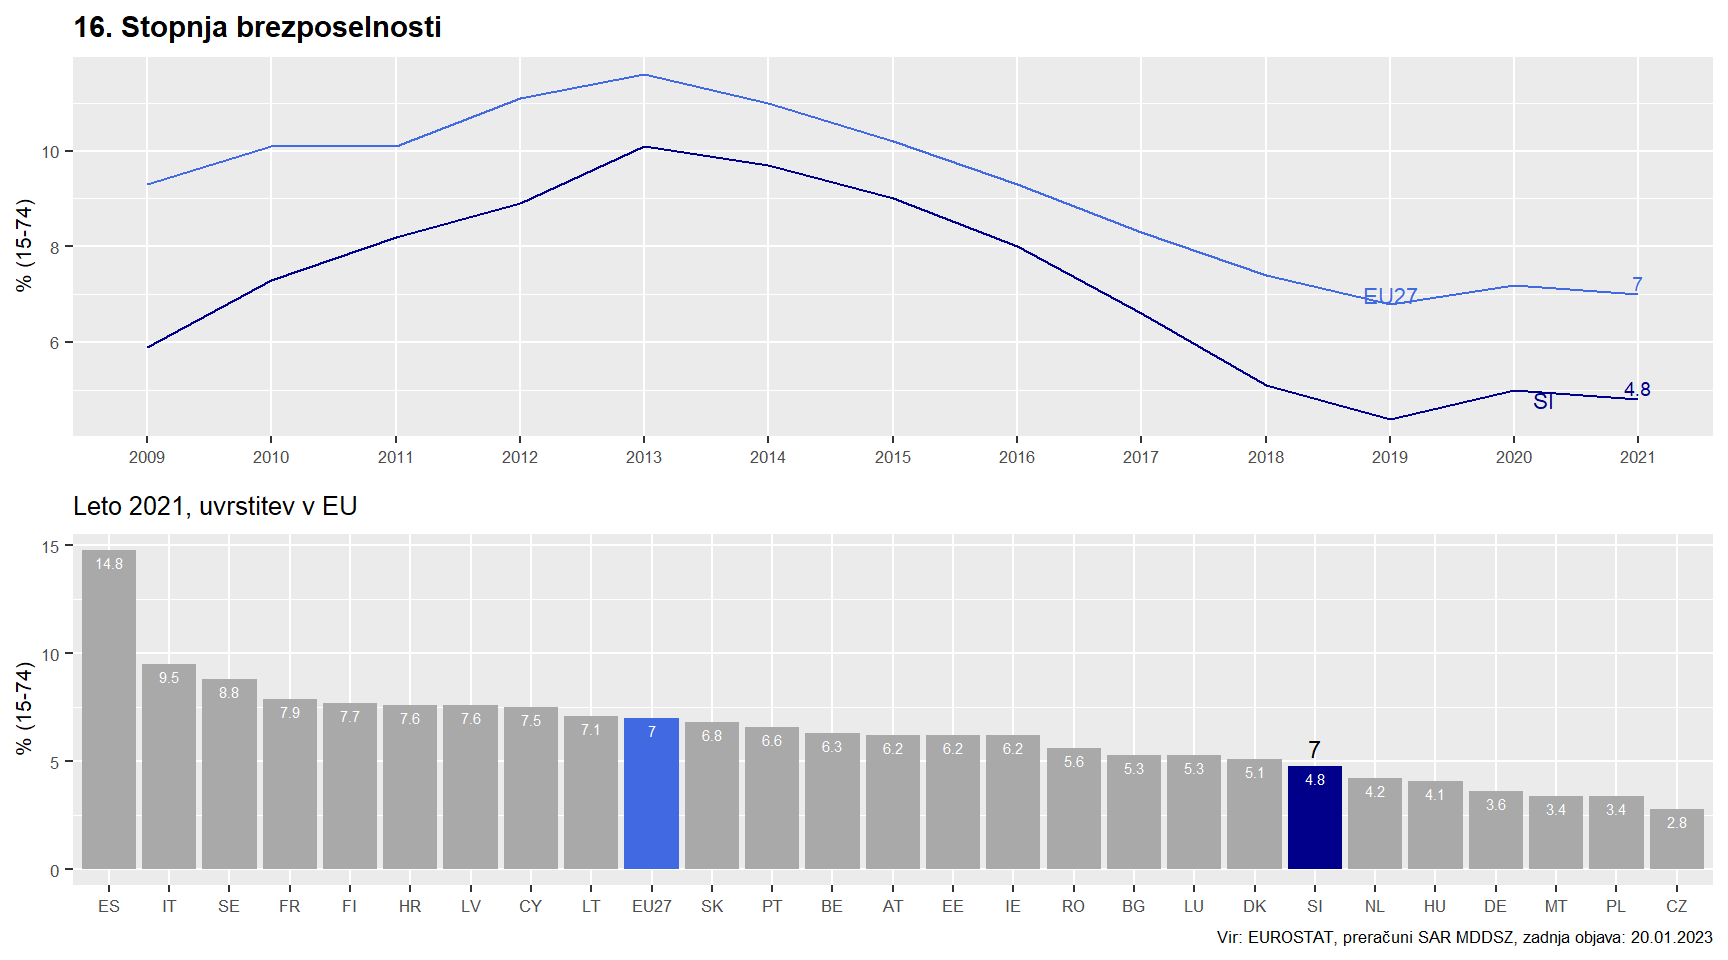 16. Stopnja brezposelnosti
% (15-74)
10
8
6
EU27
7
SI
4.8
2009 2010 2011 2012 2013 2014 2015 2016 2017 2018 2019 2020 2021
Leto 2021, uvrstitev v EU
% (15-74)
15
10
5
0
14.8 9.5 8.8 7.9 7.7 7.6 7.6 7.5 7.1 7 6.8 6.6 6.3 6.2 6.2 6.2 5.6 5.3 5.3 5.1 4.8 4.2 4.1 3.6 3.4 3.4 2.8
7
ES IT SE FR FI HR LV CY LT EU27 SK PT BE AT EE IE RO BG LU DK SI NL HU DE MT PL CZ
Vir: EUROSTAT, preračuni SAR MDDSZ, zadnja objava: 20.01.2023